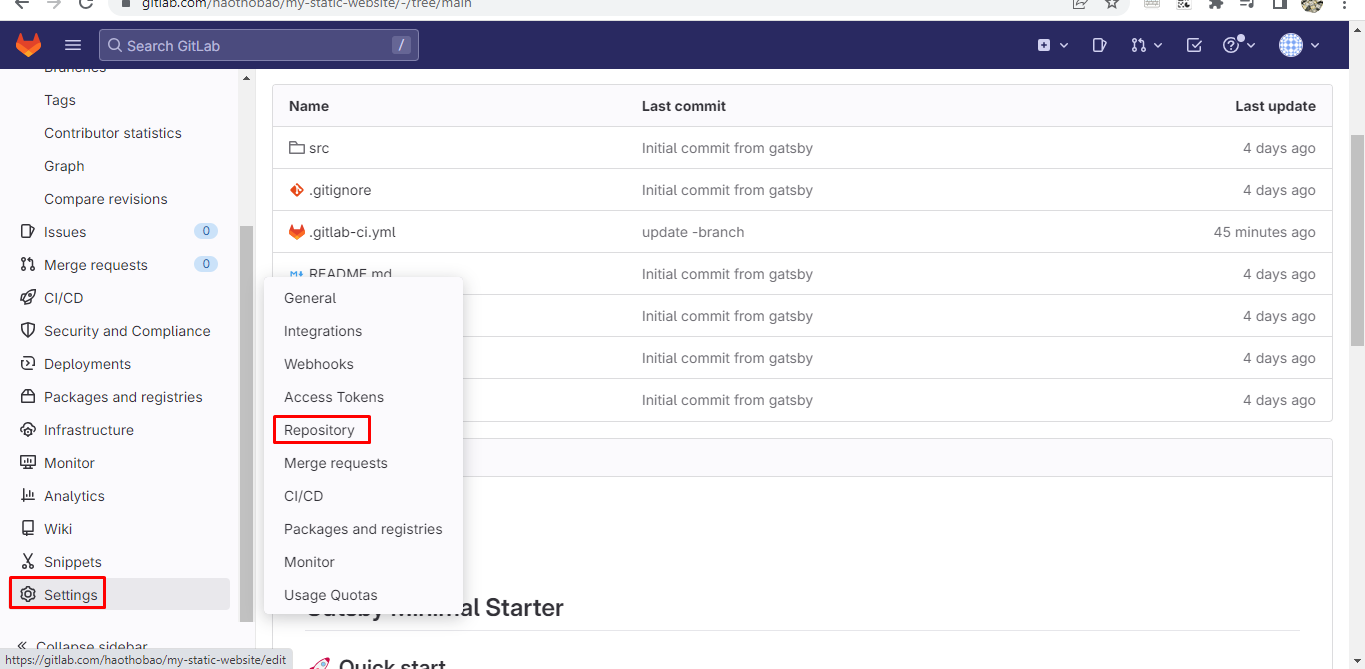 gitlab.com/haothobao/my-static-website/-/tree/main
Search GitLab /
Branches
Tags
Contributor statistics
Graph
Compare revisions
Issues 0
Merge requests 0
CI/CD
Security and Compliance
Deployments
Packages and registries
Infrastructure
Monitor
Analytics
Wiki
Snippets
Settings
Collapse sidebar
https://gitlab.com/haothobao/my-static-website/edit
General
Integrations
Webhooks
Access Tokens
Repository
Merge requests
CI/CD
Packages and registries
Monitor
Usage Quotas
Name Last commit Last update
src Initial commit from gatsby 4 days ago
.gitignore Initial commit from gatsby 4 days ago
.gitlab-ci.yml update -branch 45 minutes ago
README.md Initial commit from gatsby 4 days ago
Initial commit from gatsby 4 days ago
Initial commit from gatsby 4 days ago
Initial commit from gatsby 4 days ago
Gatsby Minimal Starter
Quick start